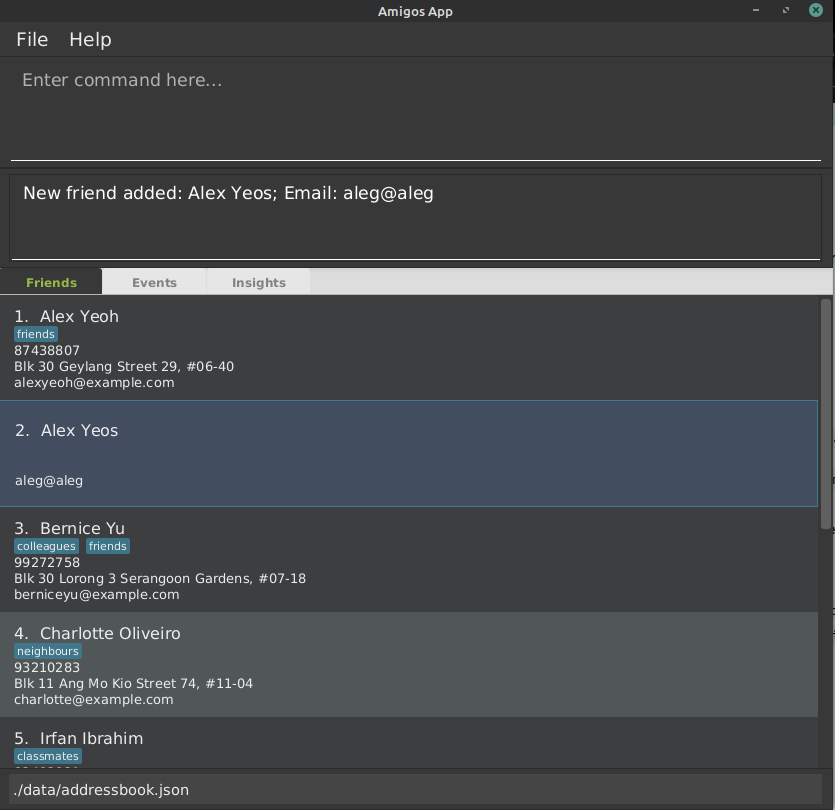 Amigos App
File Help
Enter command here...
New friend added: Alex Yeos; Email: aleg@aleg
Friends Events Insights
1. Alex Yeoh
friends
87438807
Blk 30 Geylang Street 29, #06-40
alexyeoh@example.com
2. Alex Yeos
aleg@aleg
3. Bernice Yu
colleagues friends
99272758
Blk 30 Lorong 3 Serangoon Gardens, #07-18
berniceyu@example.com
4. Charlotte Oliveiro
neighbours
93210283
Blk 11 Ang Mo Kio Street 74, #11-04
charlotte@example.com
5. Irfan Ibrahim
classmates
./data/addressbook.json